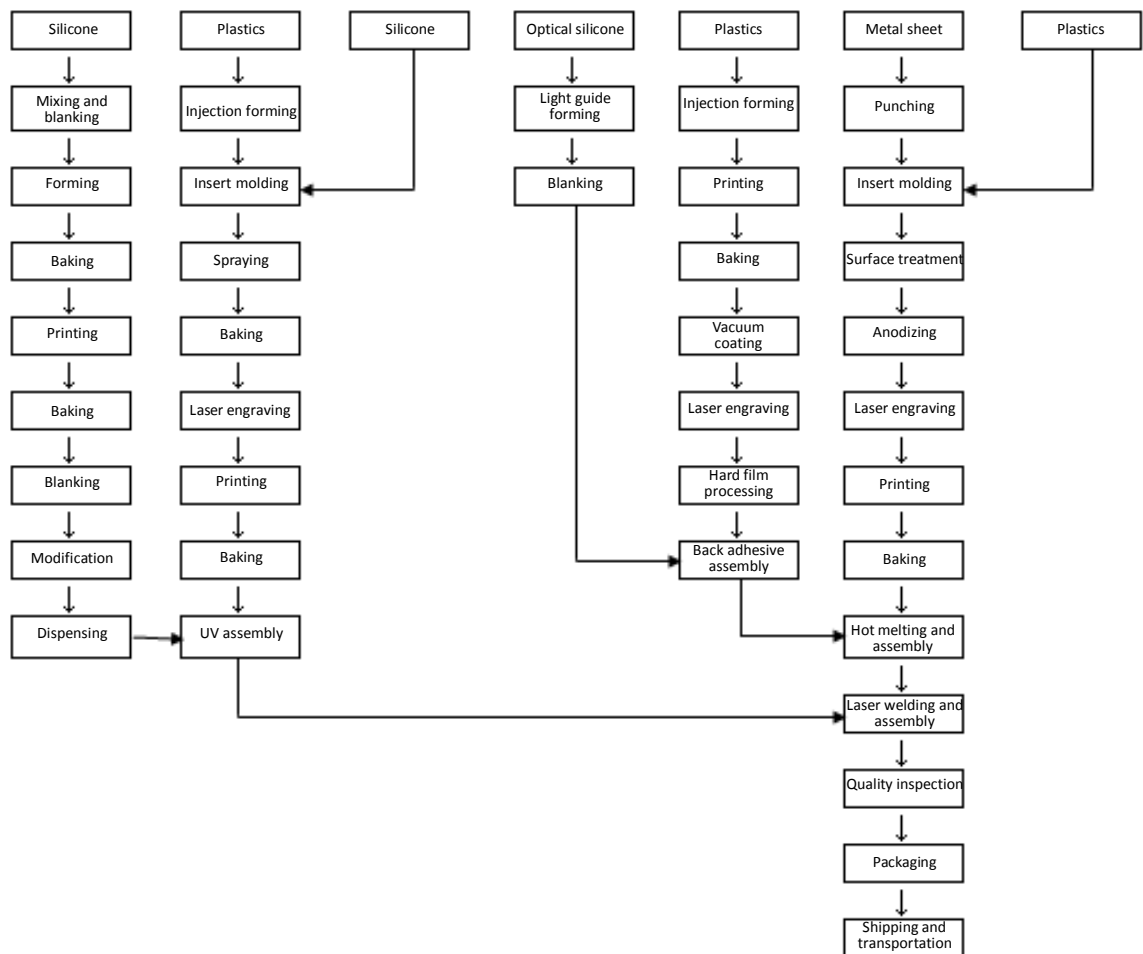 Silicone
Plastics
Silicone
Optical silicone
Plastics
Metal sheet
Plastics
Mixing and
blanking
Injection forming
Light guide
forming
Injection forming
Punching
Forming
Insert molding
Blanking
Printing
Insert molding
Baking
Spraying
Baking
Surface treatment
Printing
Baking
Vacuum
coating
Anodizing
Baking
Laser engraving
Laser engraving
Laser engraving
Blanking
Printing
Hard film
processing
Printing
Modification
Baking
Back adhesive
assembly
Baking
Dispensing
UV assembly
Hot melting and
assembly
Laser welding and
assembly
Quality inspection
Packaging
Shipping and
transportation